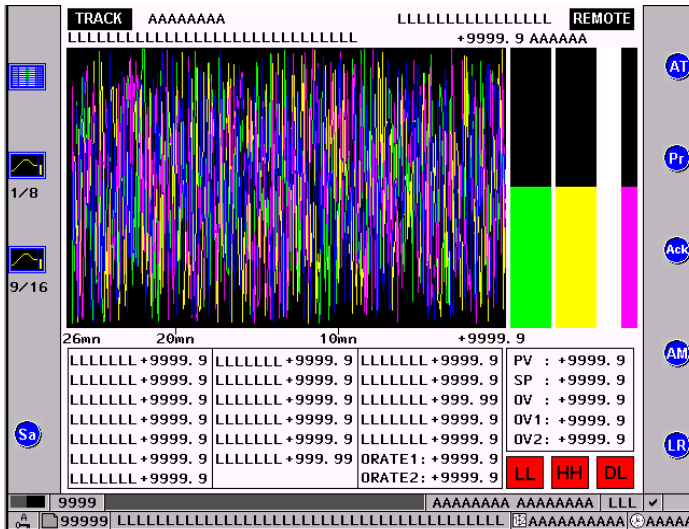 TRACK AAAAAAAA LLLLLLLLLLLLLLLL REMOTE
LLLLLLLLLLLLLLLLLLLLLLLLLLLLLL +9999.9 AAAAAA
AT
Pr
1/8
Ack
9/16
26mn 20mn 10mn +9999.9
AM
LLLLLLL +9999.9 LLLLLLL +9999.9 LLLLLLL +9999.9 PV : +9999.9
LLLLLLL +9999.9 LLLLLLL +9999.9 LLLLLLL +9999.9 SP : +9999.9
LLLLLLL +9999.9 LLLLLLL +9999.9 LLLLLLL +999.99 OV : +9999.9
LLLLLLL +9999.9 LLLLLLL +9999.9 LLLLLLL +9999.9 OV1: +9999.9
LLLLLLL +9999.9 LLLLLLL +9999.9 LLLLLLL +9999.9 OV2: +9999.9
LLLLLLL +9999.9 LLLLLLL +999.99 ORATE1: +9999.9
LLLLLLL +9999.9 ORATE2: +9999.9
Sa
LR
LL HH DL
9999 AAAAAAAA AAAAAAAA LLL
A 99999 LLLLLLLLLLLLLLLLLLLLLLLLLLLLLLLLLLLLLLLL AAAAAAAAAA AAAAA